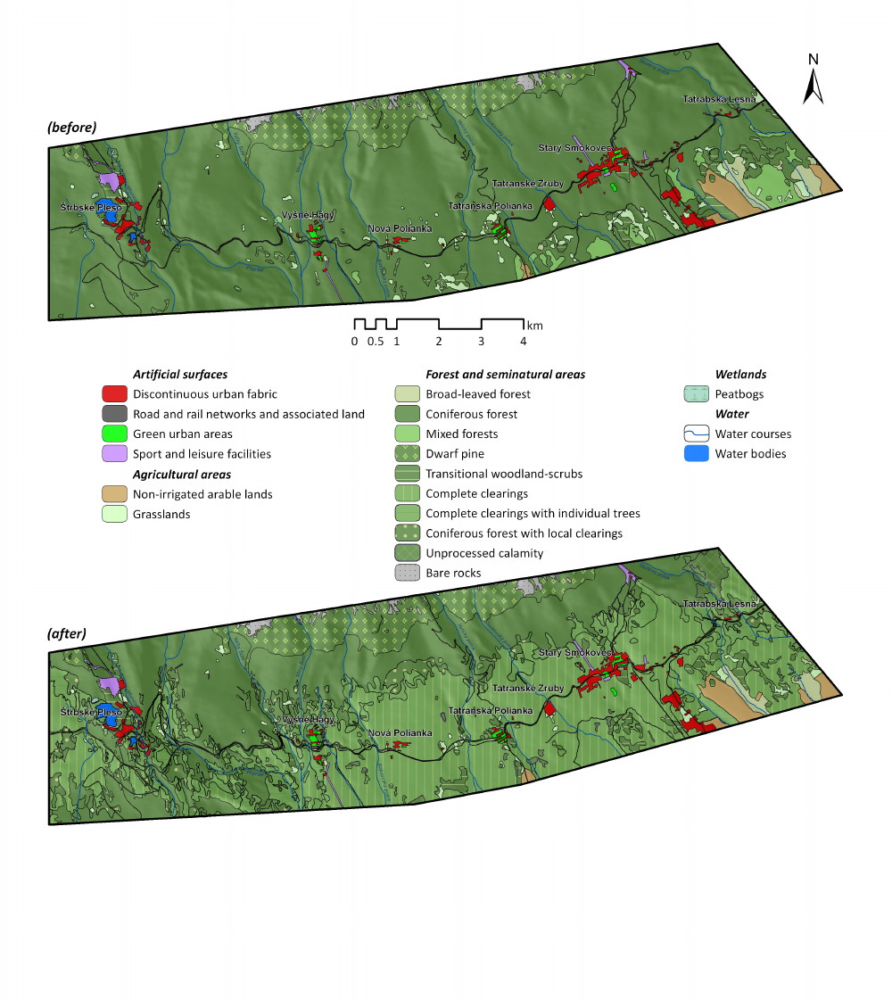 N
(before)
Tatrabská Lesná
Starý Smokovec
Tatranské Zruby
Štrbské Pleso
Tatranská Polianka
Vyšné Hágy
Nová Polianka
km
0 0.5 1 2 3 4
Artificial surfaces
Discontinuous urban fabric
Road and rail networks and associated land
Green urban areas
Sport and leisure facilities
Agricultural areas
Non-irrigated arable lands
Grasslands
Forest and seminatural areas
Broad-leaved forest
Coniferous forest
Mixed forests
Dwarf pine
Transitional woodland-scrubs
Complete clearings
Complete clearings with individual trees
Coniferous forest with local clearings
Unprocessed calamity
Bare rocks
Wetlands
Peatbogs
Water
Water courses
Water bodies
(after)
Tatrabská Lesná
Starý Smokovec
Tatranské Zruby
Štrbské Pleso
Tatranská Polianka
Vyšné Hágy
Nová Polianka